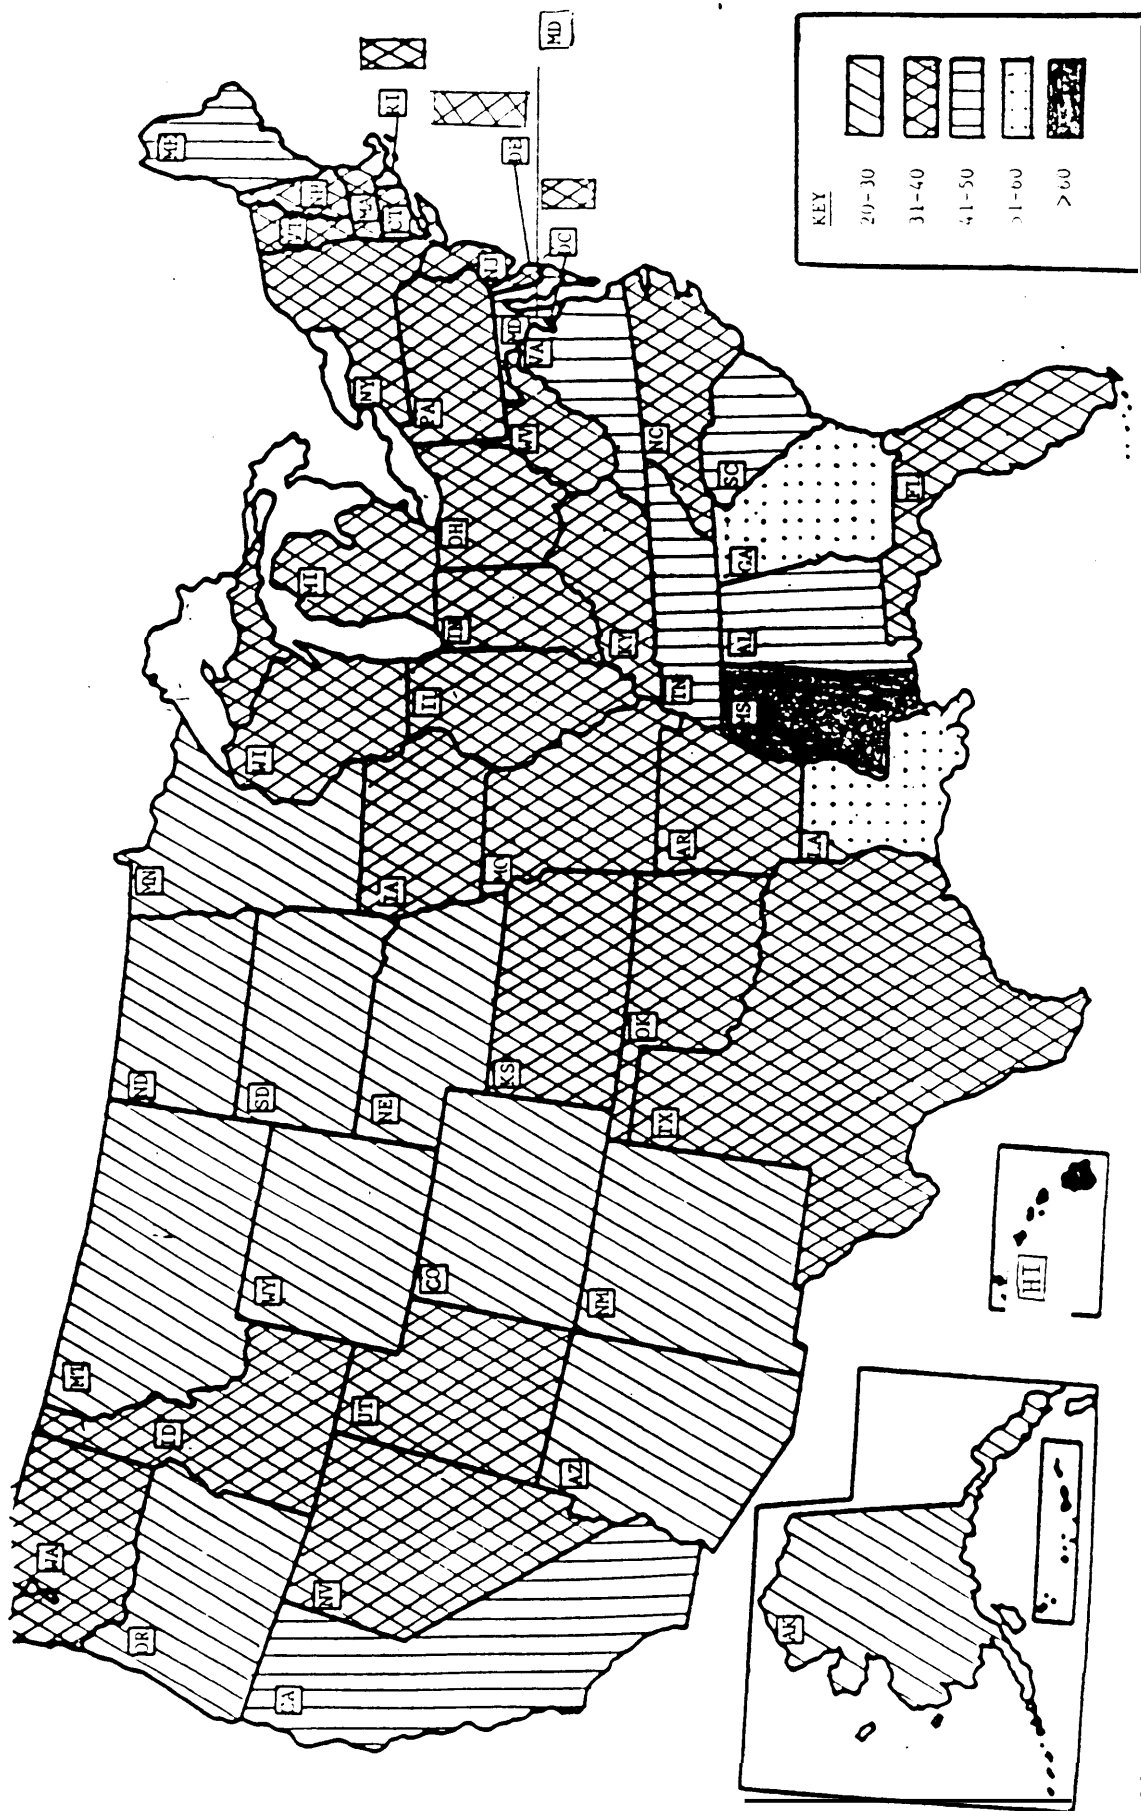 WA
OR
CA
NV
ID
MT
WY
UT
AZ
CO
NM
ND
SD
NE
KS
OK
TX
MN
IA
MO
AR
LA
WI
IL
MI
IN
OH
KY
TN
MS
AL
GA
FL
SC
NC
VA
WV
MD
PA
NY
NJ
VT
NH
MA
CT
ME
RI
DE
MD
DC
AK
HI
KEY
20-30
31-40
41-50
51-60
>60